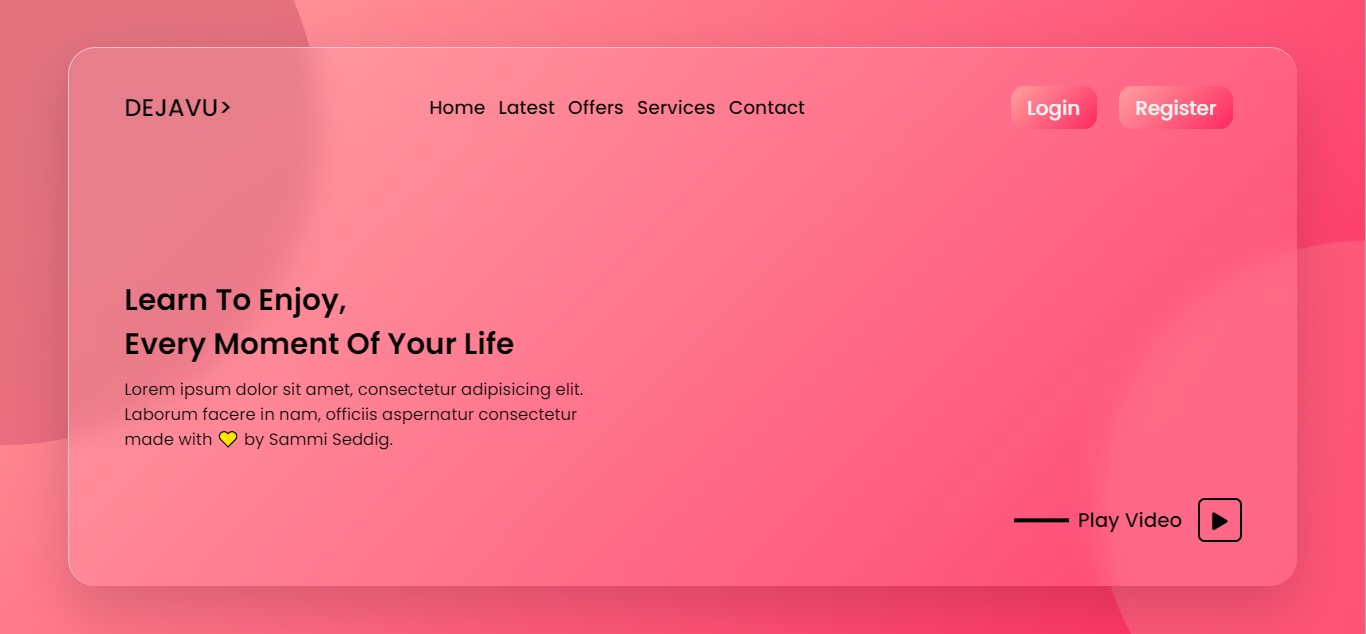 DEJAVU>
Home Latest Offers Services Contact
Login
Register
Learn To Enjoy,
Every Moment Of Your Life
Lorem ipsum dolor sit amet, consectetur adipisicing elit.
Laborum facere in nam, officiis aspernatur consectetur
made with 💛 by Sammi Seddig.
Play Video